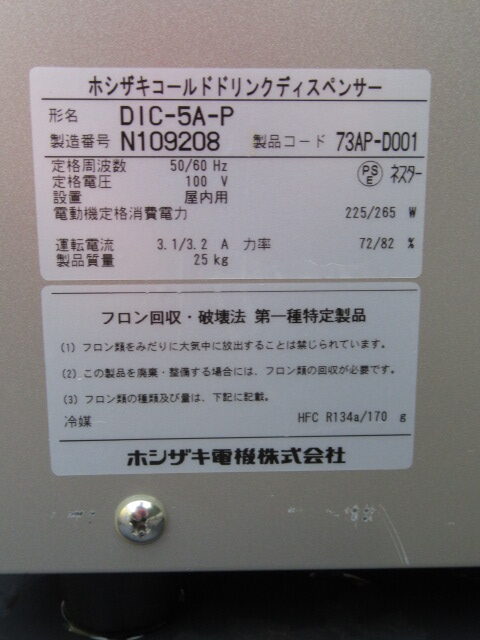 ホシザキコールドドリンクディスペンサー
形名 DIC-5A-P
製造番号 N109208 製品コード 73AP-D001
定格周波数 50/60 Hz PSE ネスター
定格電圧 100 V
設置 屋内用
電動機定格消費電力 225/265 W
運転電流 3.1/3.2 A 力率 72/82 %
製品質量 25 kg
フロン回収・破壊法 第一種特定製品
(1) フロン類をみだりに大気中に放出することは禁じられています。
(2) この製品を廃棄・整備する場合には、フロン類の回収が必要です。
(3) フロン類の種類及び量は、下記に記載。
冷媒 HFC R134a/170 g
ホシザキ電機株式会社